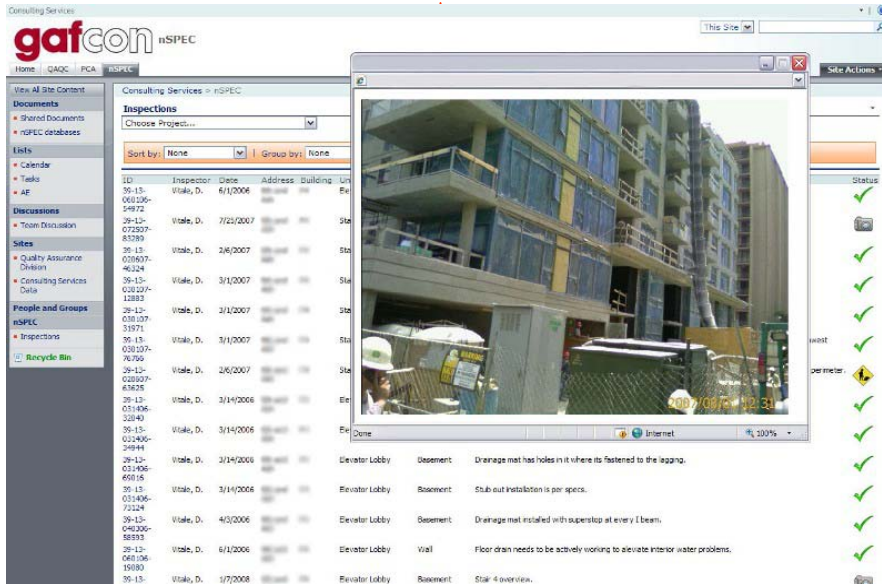 Consulting Services
gafcon nSPEC
This Site
Home QAQC PCA nSPEC
Site Actions
View All Site Content
Documents
Shared Documents
nSPEC databases
Lists
Calendar
Tasks
AE
Discussions
Team Discussion
Sites
Quality Assurance
Division
Consulting Services
Data
People and Groups
nSPEC
Inspections
Recycle Bin
Consulting Services > nSPEC
Inspections
Choose Project...
Sort by: None | Group by: None
ID Inspector Date Address Building Status
39-13-
060106-
54972
Vitale, D. 6/1/2006
39-13-
072507-
83289
Vitale, D. 7/25/2007
39-13-
020607-
46324
Vitale, D. 2/6/2007
39-13-
030107-
12883
Vitale, D. 3/1/2007
39-13-
030107-
31971
Vitale, D. 3/1/2007
39-13-
030107-
76766
Vitale, D. 3/1/2007
39-13-
020607-
63625
Vitale, D. 2/6/2007 perimeter.
39-13-
031406-
32040
Vitale, D. 3/14/2006
39-13-
031406-
24944
Vitale, D. 3/14/2006
39-13-
031406-
69016
Vitale, D. 3/14/2006 Elevator Lobby Basement Drainage mat has holes in it where its fastened to the lagging.
39-13-
031406-
73124
Vitale, D. 3/14/2006 Elevator Lobby Basement Stub out installation is per specs.
39-13-
040306-
58593
Vitale, D. 4/3/2006 Elevator Lobby Basement Drainage mat installed with superstop at every I beam.
39-13-
060106-
19080
Vitale, D. 6/1/2006 Elevator Lobby Wall Floor drain needs to be actively working to aleviate interior water problems.
39-13-
Vitale, D. 1/7/2008 Elevator Lobby Basement Stair 4 overview.
WARNING
12:31
Done Internet 100%